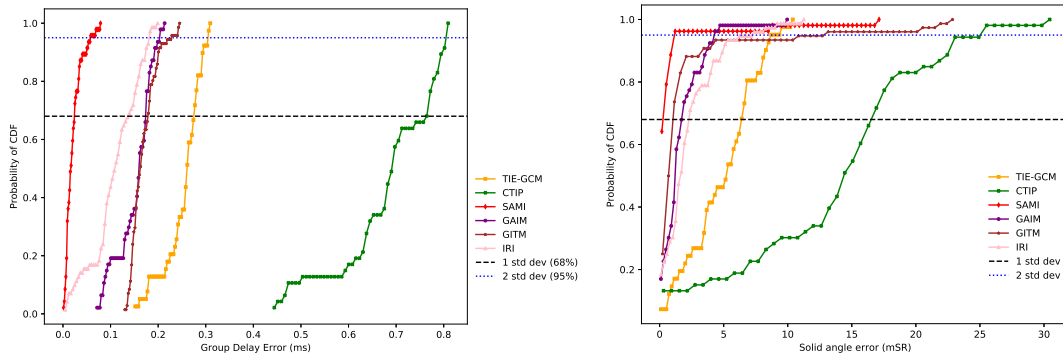 1.0
0.8
0.6
0.4
0.2
0.0
Probability of CDF
0.0 0.1 0.2 0.3 0.4 0.5 0.6 0.7 0.8
Group Delay Error (ms)
TIE-GCM
CTIP
SAMI
GAIM
GITM
IRI
1 std dev (68%)
2 std dev (95%)
1.0
0.8
0.6
0.4
0.2
Probability of CDF
0 5 10 15 20 25 30
Solid angle error (mSR)
TIE-GCM
CTIP
SAMI
GAIM
GITM
IRI
1 std dev
2 std dev